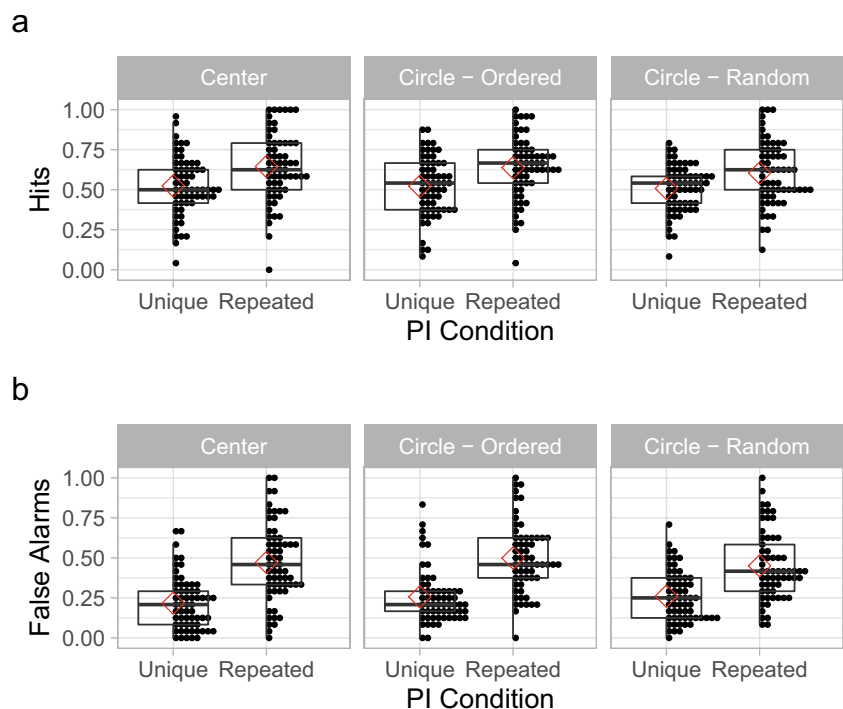 a
Center Circle − Ordered Circle − Random
Hits
1.00
0.75
0.50
0.25
0.00
Unique Repeated Unique Repeated Unique Repeated
PI Condition
b
Center Circle − Ordered Circle − Random
False Alarms
1.00
0.75
0.50
0.25
0.00
Unique Repeated Unique Repeated Unique Repeated
PI Condition